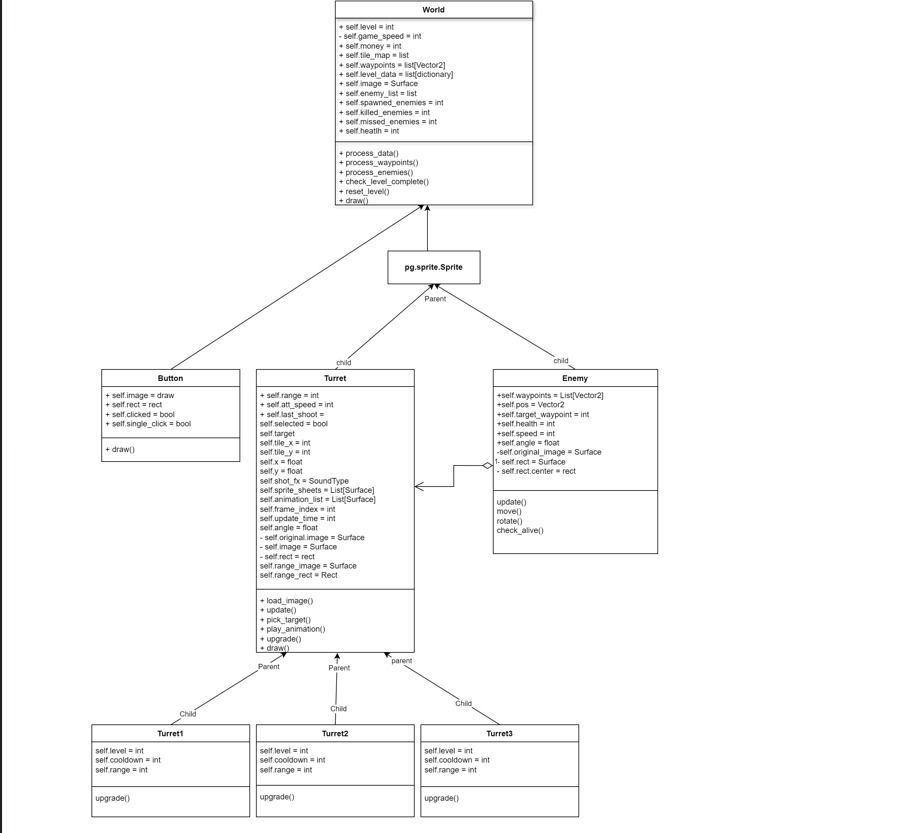 World
+ self.level = int
- self.game_speed = int
+ self.money = int
+ self.tile_map = list
+ self.waypoints = list[Vector2]
+ self.level_data = list[dictionary]
+ self.image = Surface
+ self.enemy_list = list
+ self.spawned_enemies = int
+ self.killed_enemies = int
+ self.missed_enemies = int
+ self.heatlh = int
+ process_data()
+ process_waypoints()
+ process_enemies()
+ check_level_complete()
+ reset_level()
+ draw()
pg.sprite.Sprite
Parent
child
child
Button
+ self.image = draw
+ self.rect = rect
+ self.clicked = bool
+ self.single_click = bool
+ draw()
Turret
+ self.range = int
+ self.att_speed = int
+ self.last_shoot =
self.selected = bool
self.target
self.tile_x = int
self.tile_y = int
self.x = float
self,y = float
self.shot_fx = SoundType
self.sprite_sheets = List[Surface]
self.animation_list = List[Surface]
self.frame_index = int
self.update_time = int
self.angle = float
- self.original.image = Surface
- self.image = Surface
- self.rect = rect
self.range_image = Surface
self.range_rect = Rect
+ load_image()
+ update()
+ pick_target()
+ play_animation()
+ upgrade()
+ draw()
Enemy
+self.waypoints = List[Vector2]
+self.pos = Vector2
+self.target_waypoint = int
+self.health = int
+self.speed = int
+self.angle = float
-self.original_image = Surface
1
- self.rect = Surface
- self.rect.center = rect
update()
move()
rotate()
check_alive()
Parent
Parent
parent
Child
Child
Child
Turret1
self.level = int
self.cooldown = int
self.range = int
upgrade()
Turret2
self.level = int
self.cooldown = int
self.range = int
upgrade()
Turret3
self.level = int
self.cooldown = int
self.range = int
upgrade()